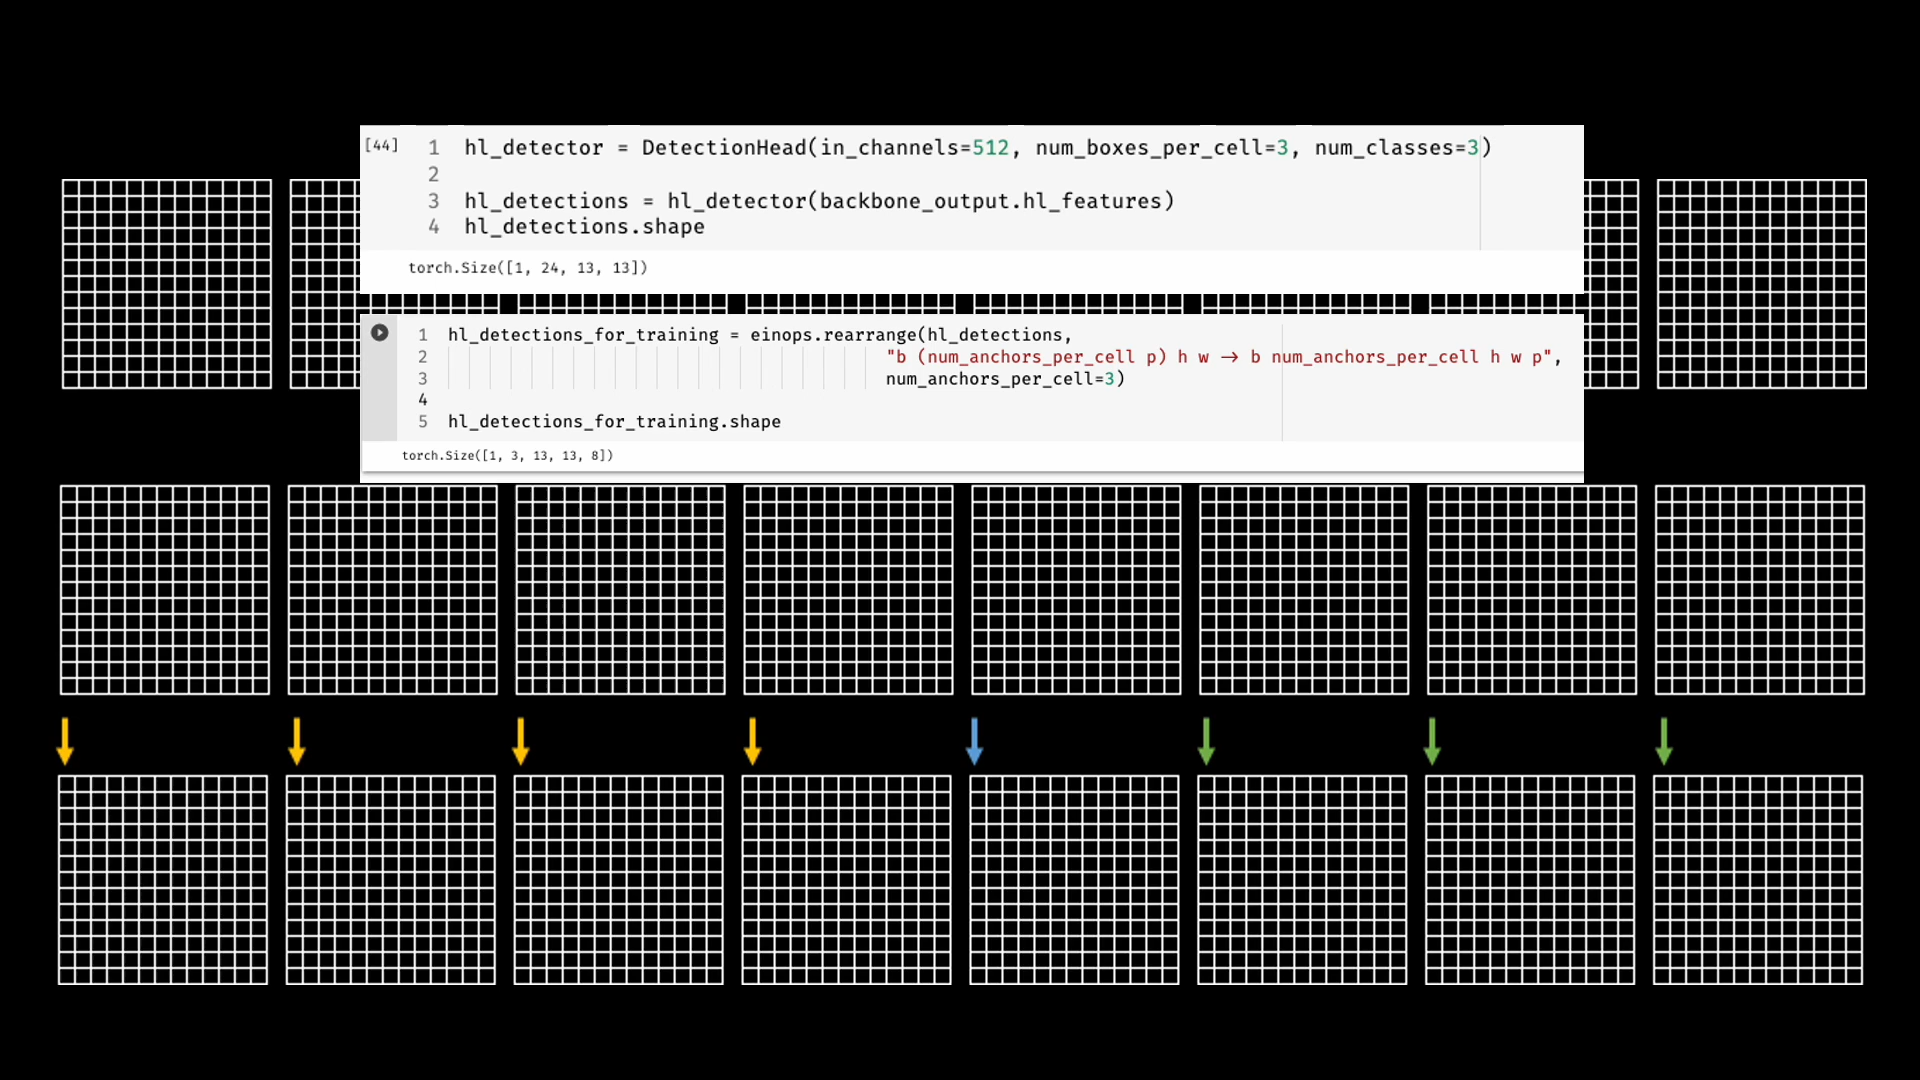 [44] 1 hl_detector = DetectionHead(in_channels=512, num_boxes_per_cell=3, num_classes=3)
2
3 hl_detections = hl_detector(backbone_output.hl_features)
4 hl_detections.shape
torch.Size([1, 24, 13, 13])
1 hl_detections_for_training = einops.rearrange(hl_detections,
2 "b (num_anchors_per_cell p) h w -> b num_anchors_per_cell h w p",
3 num_anchors_per_cell=3)
4
5 hl_detections_for_training.shape
torch.Size([1, 3, 13, 13, 8])